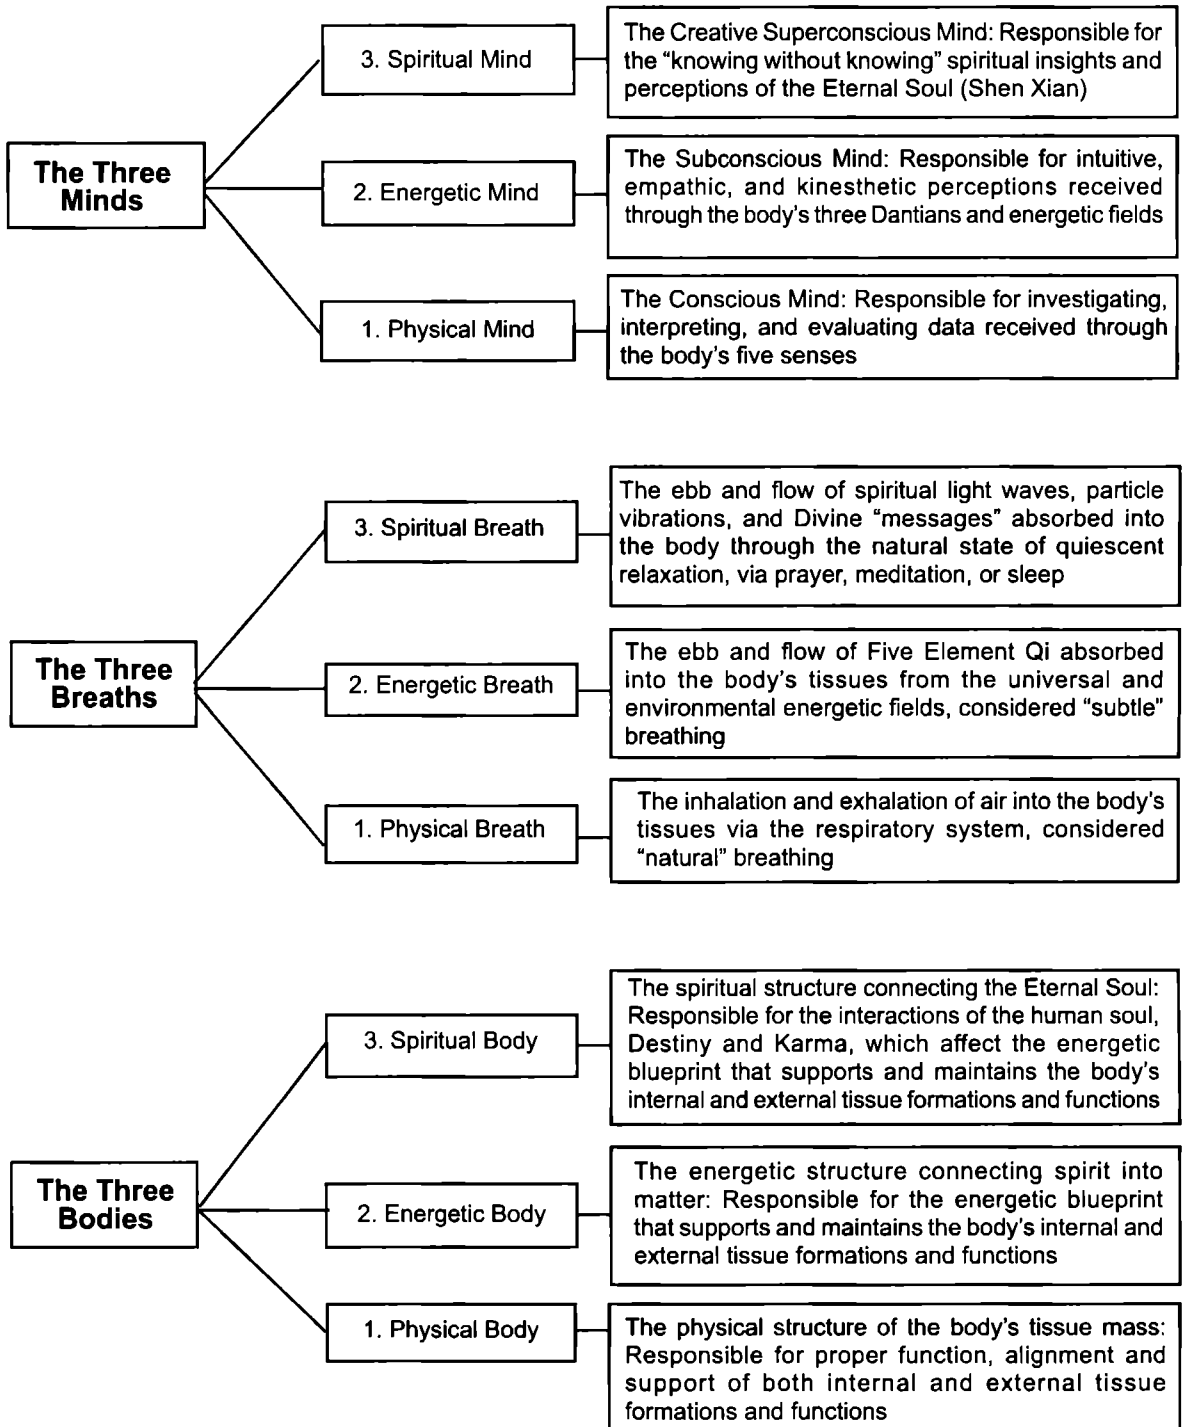 3. Spiritual Mind
The Creative Superconscious Mind: Responsible for
the “knowing without knowing” spiritual insights and
perceptions of the Eternal Soul (Shen Xian)
The Three
Minds
2. Energetic Mind
The Subconscious Mind: Responsible for intuitive,
empathic, and kinesthetic perceptions received
through the body's three Dantians and energetic fields
1. Physical Mind
The Conscious Mind: Responsible for investigating,
interpreting, and evaluating data received through
the body's five senses
3. Spiritual Breath
The ebb and flow of spiritual light waves, particle
vibrations, and Divine “messages” absorbed into
the body through the natural state of quiescent
relaxation, via prayer, meditation, or sleep
The Three
Breaths
2. Energetic Breath
The ebb and flow of Five Element Qi absorbed
into the body's tissues from the universal and
environmental energetic fields, considered “subtle”
breathing
1. Physical Breath
The inhalation and exhalation of air into the body's
tissues via the respiratory system, considered
“natural” breathing
3. Spiritual Body
The spiritual structure connecting the Eternal Soul:
Responsible for the interactions of the human soul,
Destiny and Karma, which affect the energetic
blueprint that supports and maintains the body's
internal and external tissue formations and functions
The Three
Bodies
2. Energetic Body
The energetic structure connecting spirit into
matter: Responsible for the energetic blueprint
that supports and maintains the body's internal and
external tissue formations and functions
1. Physical Body
The physical structure of the body's tissue mass:
Responsible for proper function, alignment and
support of both internal and external tissue
formations and functions